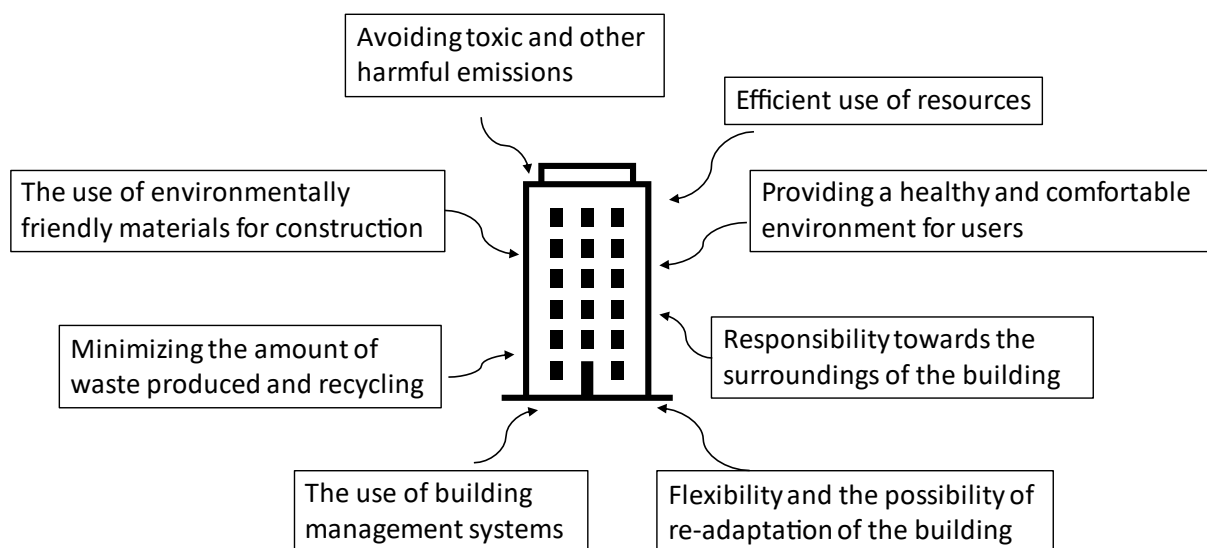 Avoiding toxic and other
harmful emissions
Efficient use of resources
The use of environmentally
friendly materials for construction
Providing a healthy and comfortable
environment for users
Minimizing the amount of
waste produced and recycling
Responsibility towards the
surroundings of the building
The use of building
management systems
Flexibility and the possibility of
re-adaptation of the building